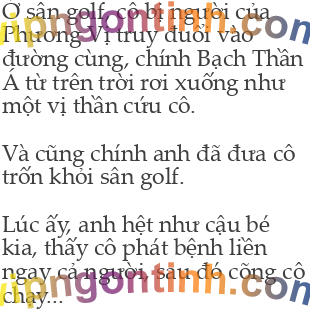 Ở sân golf, cô bị người của
Phương Vị truy đuổi vào
đường cùng, chính Bạch Thần
Á từ trên trời rơi xuống như
một vị thần cứu cô.
Và cũng chính anh đã đưa cô
trốn khỏi sân golf.
Lúc ấy, anh hệt như cậu bé
kia, thấy cô phát bệnh liền
ngay cả người, sau đó cõng cô
chạy...
vipngontinh.com
vipngontinh.com